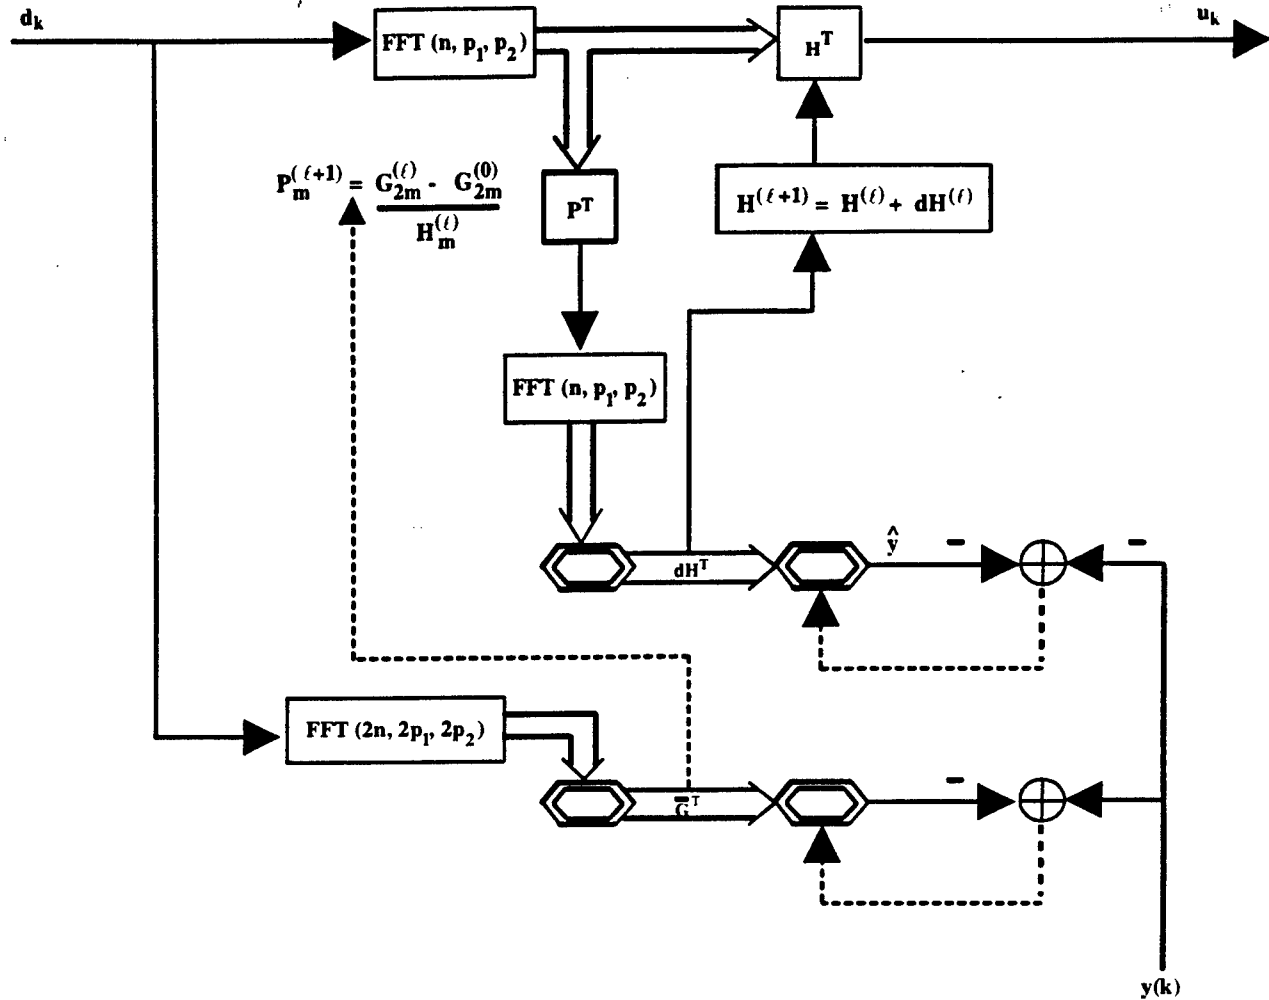 d_k
u_k
FFT (n, p_1, p_2)
H^T
P_m^(ℓ+1) = G_2m^(ℓ) - G_2m^(0)
H_m^(ℓ)
P^T
H^(ℓ+1) = H^(ℓ) + dH^(ℓ)
FFT (n, p_1, p_2)
ŷ
-
-
dH^T
FFT (2n, 2p_1, 2p_2)
-
G̅^T
y(k)